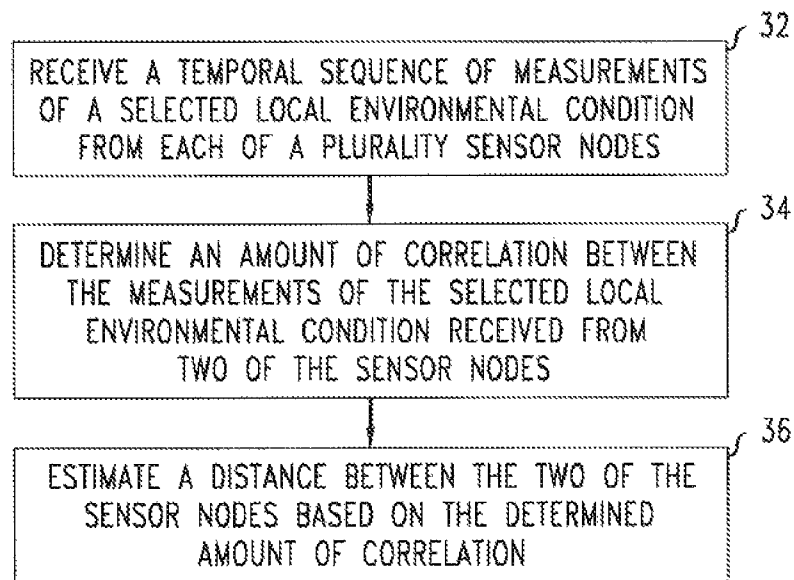 32
RECEIVE A TEMPORAL SEQUENCE OF MEASUREMENTS
OF A SELECTED LOCAL ENVIRONMENTAL CONDITION
FROM EACH OF A PLURALITY SENSOR NODES
34
DETERMINE AN AMOUNT OF CORRELATION BETWEEN
THE MEASUREMENTS OF THE SELECTED LOCAL
ENVIRONMENTAL CONDITION RECEIVED FROM
TWO OF THE SENSOR NODES
36
ESTIMATE A DISTANCE BETWEEN THE TWO OF THE
SENSOR NODES BASED ON THE DETERMINED
AMOUNT OF CORRELATION